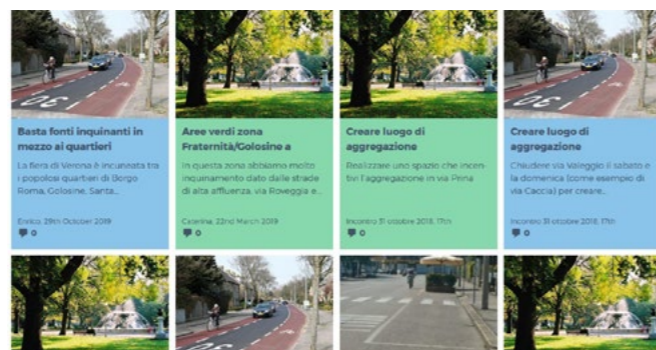 Basta fonti inquinanti in
mezzo ai quartieri
La fiera di Verona è incuneata tra
i popolosi quartieri di Borgo
Roma, Golosine, Santa...
Enrico, 29th October 2019
0
Aree verdi zona
Fraternità/Golosine a
In questa zona abbiamo molto
inquinamento dato dalle strade
di alta affluenza, via Roveggia e...
Caterina, 22nd March 2019
0
Creare luogo di
aggregazione
Realizzare uno spazio che incen-
tivi l'aggregazione in via Prina
Incontro 31 ottobre 2018, 17th
0
Creare luogo di
aggregazione
Chiudere via Valeggio il sabato e
la domenica (come esempio di
via Caccia) per creare...
Incontro 31 ottobre 2018, 17th
0